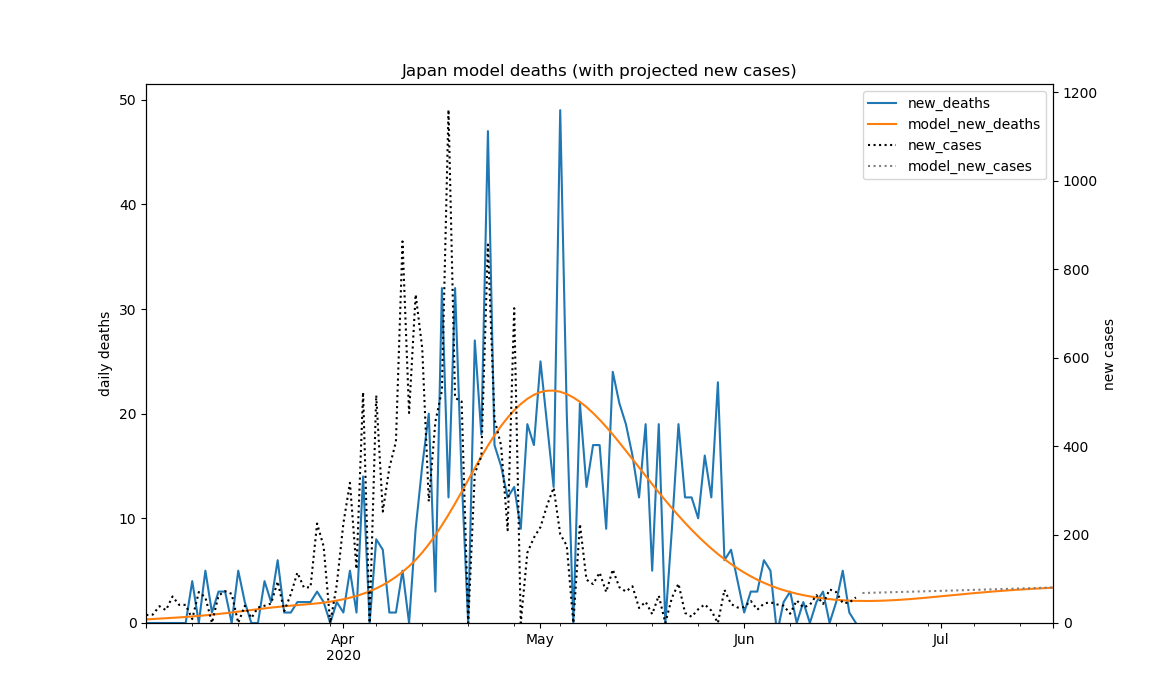 Japan model deaths (with projected new cases)
50
40
30
20
10
0
daily deaths
1200
1000
800
600
400
200
0
new cases
new_deaths
model_new_deaths
new_cases
model_new_cases
Apr
2020
May
Jun
Jul